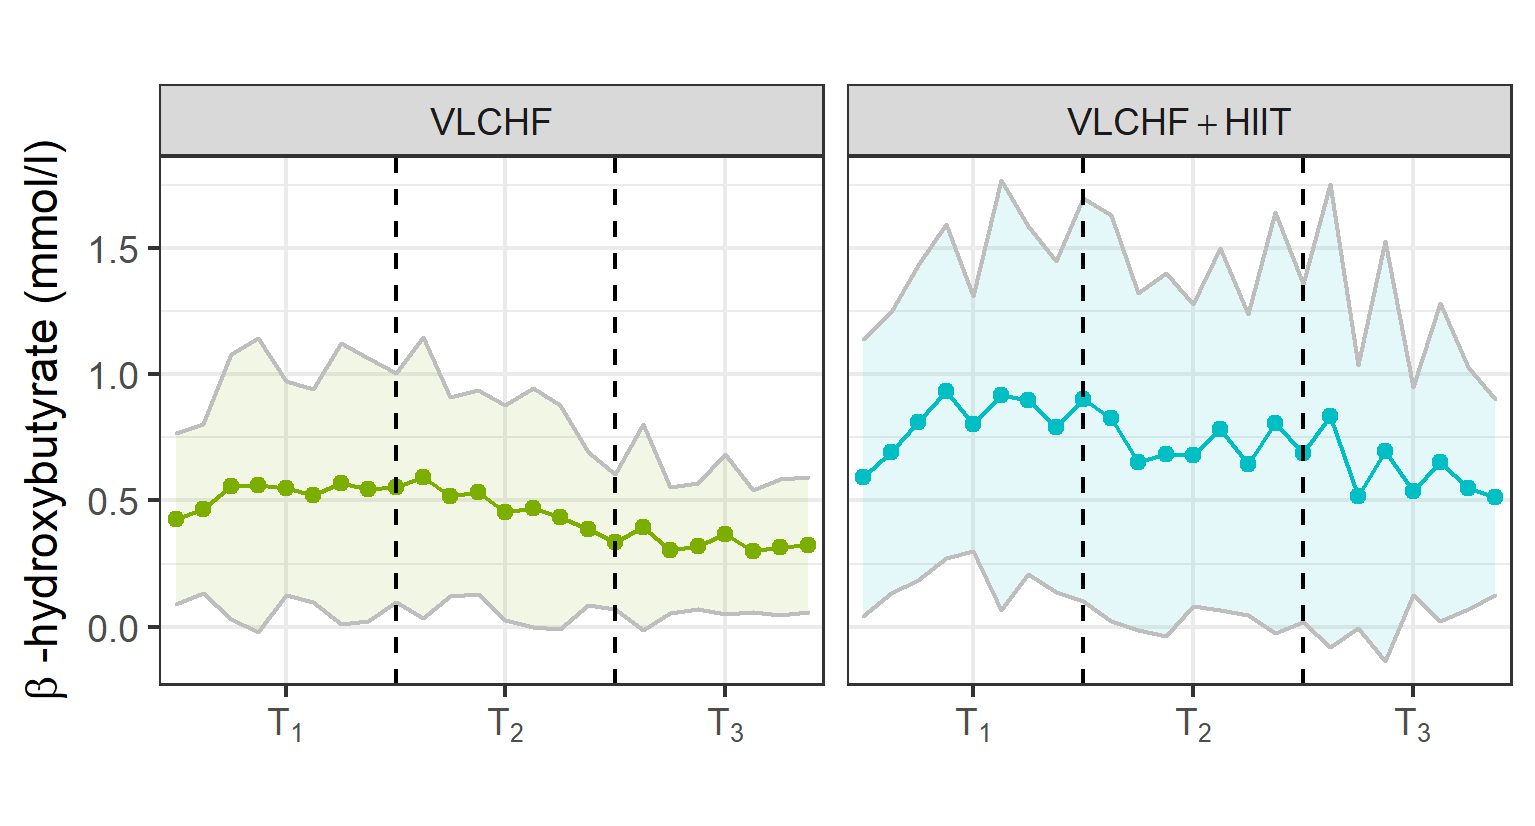 VLCHF
VLCHF + HIIT
β -hydroxybutyrate (mmol/l)
1.5
1.0
0.5
0.0
T₁ T₂ T₃
T₁ T₂ T₃